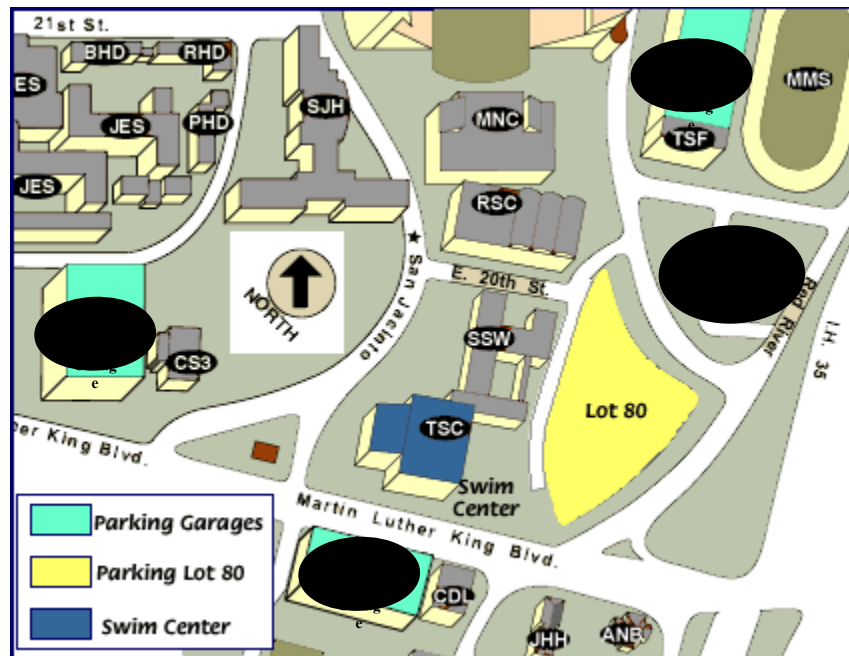 21st St.
BHD
RHD
ES
JES
PHD
SJH
MNC
MMS
TSF
JES
RSC
San Jacinto
E. 20th St.
NORTH
Red River
I.H. 35
SSW
CS3
Lot 80
TSC
Swim
Center
her King Blvd.
Martin Luther King Blvd.
Parking Garages
Parking Lot 80
Swim Center
CDL
JHH
ANB
e
e
e